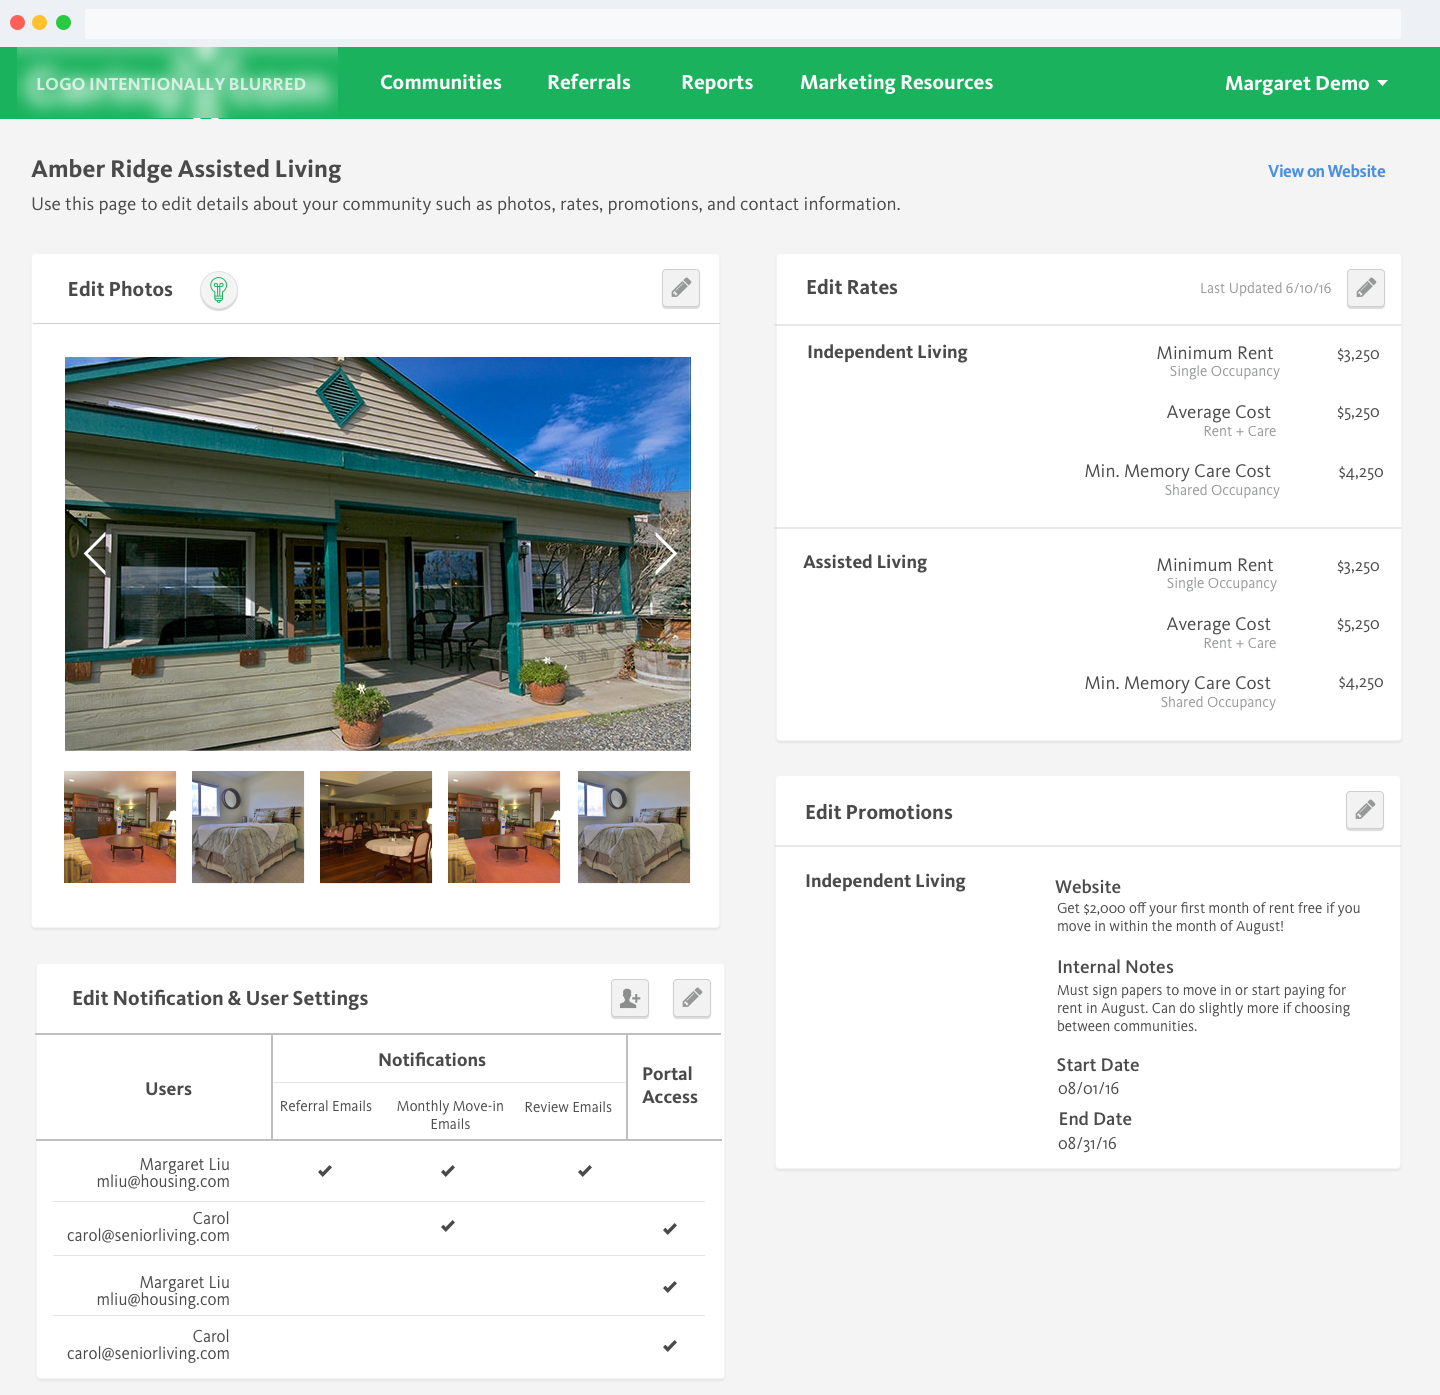 LOGO INTENTIONALLY BLURRED
Communities
Referrals
Reports
Marketing Resources
Margaret Demo
Amber Ridge Assisted Living
View on Website
Use this page to edit details about your community such as photos, rates, promotions, and contact information.
Edit Photos
Edit Rates
Last Updated 6/10/16
Independent Living
Minimum Rent
$3,250
Single Occupancy
Average Cost
$5,250
Rent + Care
Min. Memory Care Cost
$4,250
Shared Occupancy
Assisted Living
Minimum Rent
$3,250
Single Occupancy
Average Cost
$5,250
Rent + Care
Min. Memory Care Cost
$4,250
Shared Occupancy
Edit Promotions
Independent Living
Website
Get $2,000 off your first month of rent free if you
move in within the month of August!
Internal Notes
Must sign papers to move in or start paying for
rent in August. Can do slightly more if choosing
between communities.
Start Date
08/01/16
End Date
08/31/16
Edit Notification & User Settings
Users
Notifications
Portal
Access
Referral Emails
Monthly Move-in
Emails
Review Emails
Margaret Liu
mliu@housing.com
Carol
carol@seniorliving.com
Margaret Liu
mliu@housing.com
Carol
carol@seniorliving.com